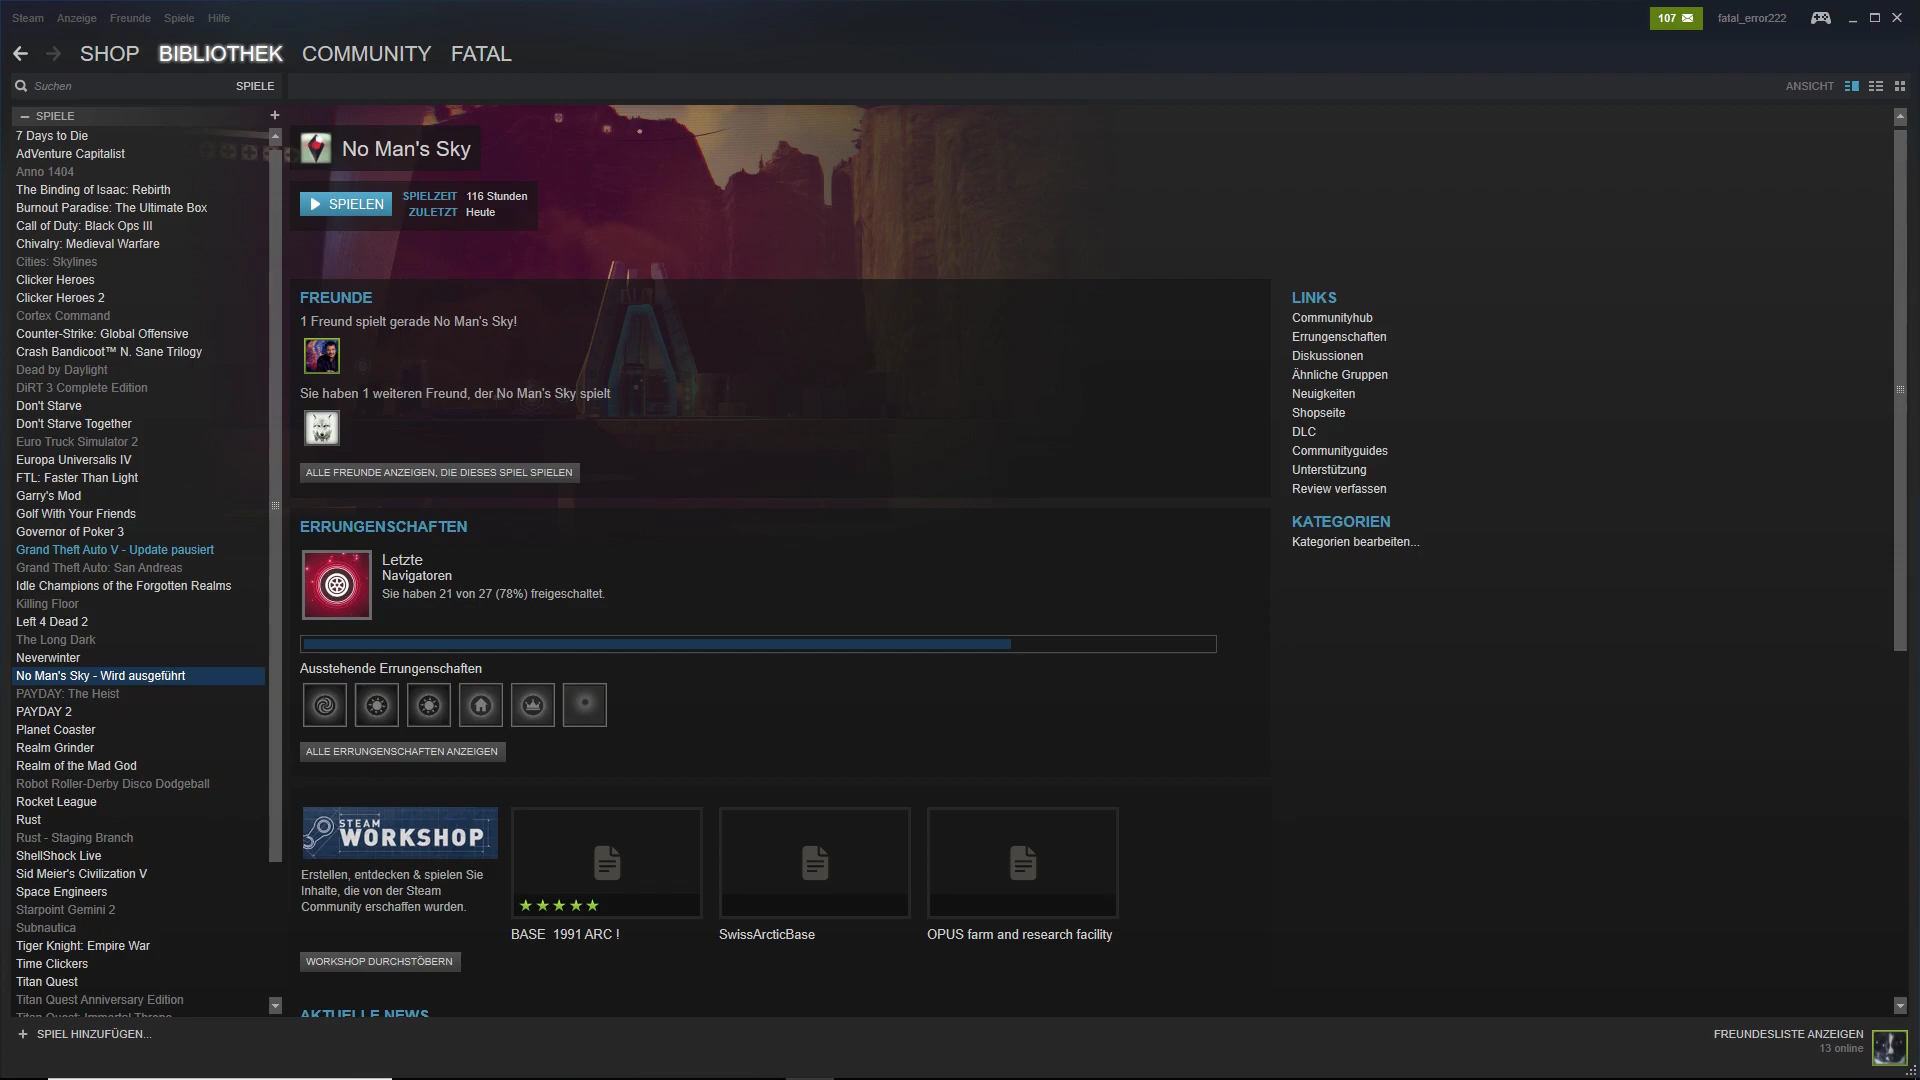 Steam Anzeige Freunde Spiele Hilfe
107 fatal_error222
SHOP BIBLIOTHEK COMMUNITY FATAL
Suchen SPIELE
ANSICHT
SPIELE
7 Days to Die
AdVenture Capitalist
Anno 1404
The Binding of Isaac: Rebirth
Burnout Paradise: The Ultimate Box
Call of Duty: Black Ops III
Chivalry: Medieval Warfare
Cities: Skylines
Clicker Heroes
Clicker Heroes 2
Cortex Command
Counter-Strike: Global Offensive
Crash Bandicoot™ N. Sane Trilogy
Dead by Daylight
DiRT 3 Complete Edition
Don't Starve
Don't Starve Together
Euro Truck Simulator 2
Europa Universalis IV
FTL: Faster Than Light
Garry's Mod
Golf With Your Friends
Governor of Poker 3
Grand Theft Auto V - Update pausiert
Grand Theft Auto: San Andreas
Idle Champions of the Forgotten Realms
Killing Floor
Left 4 Dead 2
The Long Dark
Neverwinter
No Man's Sky - Wird ausgeführt
PAYDAY: The Heist
PAYDAY 2
Planet Coaster
Realm Grinder
Realm of the Mad God
Robot Roller-Derby Disco Dodgeball
Rocket League
Rust
Rust - Staging Branch
ShellShock Live
Sid Meier's Civilization V
Space Engineers
Starpoint Gemini 2
Subnautica
Tiger Knight: Empire War
Time Clickers
Titan Quest
Titan Quest Anniversary Edition
Titan Quest: Immortal Throne
SPIEL HINZUFÜGEN...
No Man's Sky
SPIELEN
SPIELZEIT 116 Stunden
ZULETZT Heute
FREUNDE
1 Freund spielt gerade No Man's Sky!
Sie haben 1 weiteren Freund, der No Man's Sky spielt
ALLE FREUNDE ANZEIGEN, DIE DIESES SPIEL SPIELEN
ERRUNGENSCHAFTEN
Letzte
Navigatoren
Sie haben 21 von 27 (78%) freigeschaltet.
Ausstehende Errungenschaften
ALLE ERRUNGENSCHAFTEN ANZEIGEN
STEAM
WORKSHOP
Erstellen, entdecken & spielen Sie
Inhalte, die von der Steam
Community erschaffen wurden.
WORKSHOP DURCHSTÖBERN
BASE 1991 ARC !
SwissArcticBase
OPUS farm and research facility
AKTUELLE NEWS
LINKS
Communityhub
Errungenschaften
Diskussionen
Ähnliche Gruppen
Neuigkeiten
Shopseite
DLC
Communityguides
Unterstützung
Review verfassen
KATEGORIEN
Kategorien bearbeiten...
FREUNDESLISTE ANZEIGEN
13 online